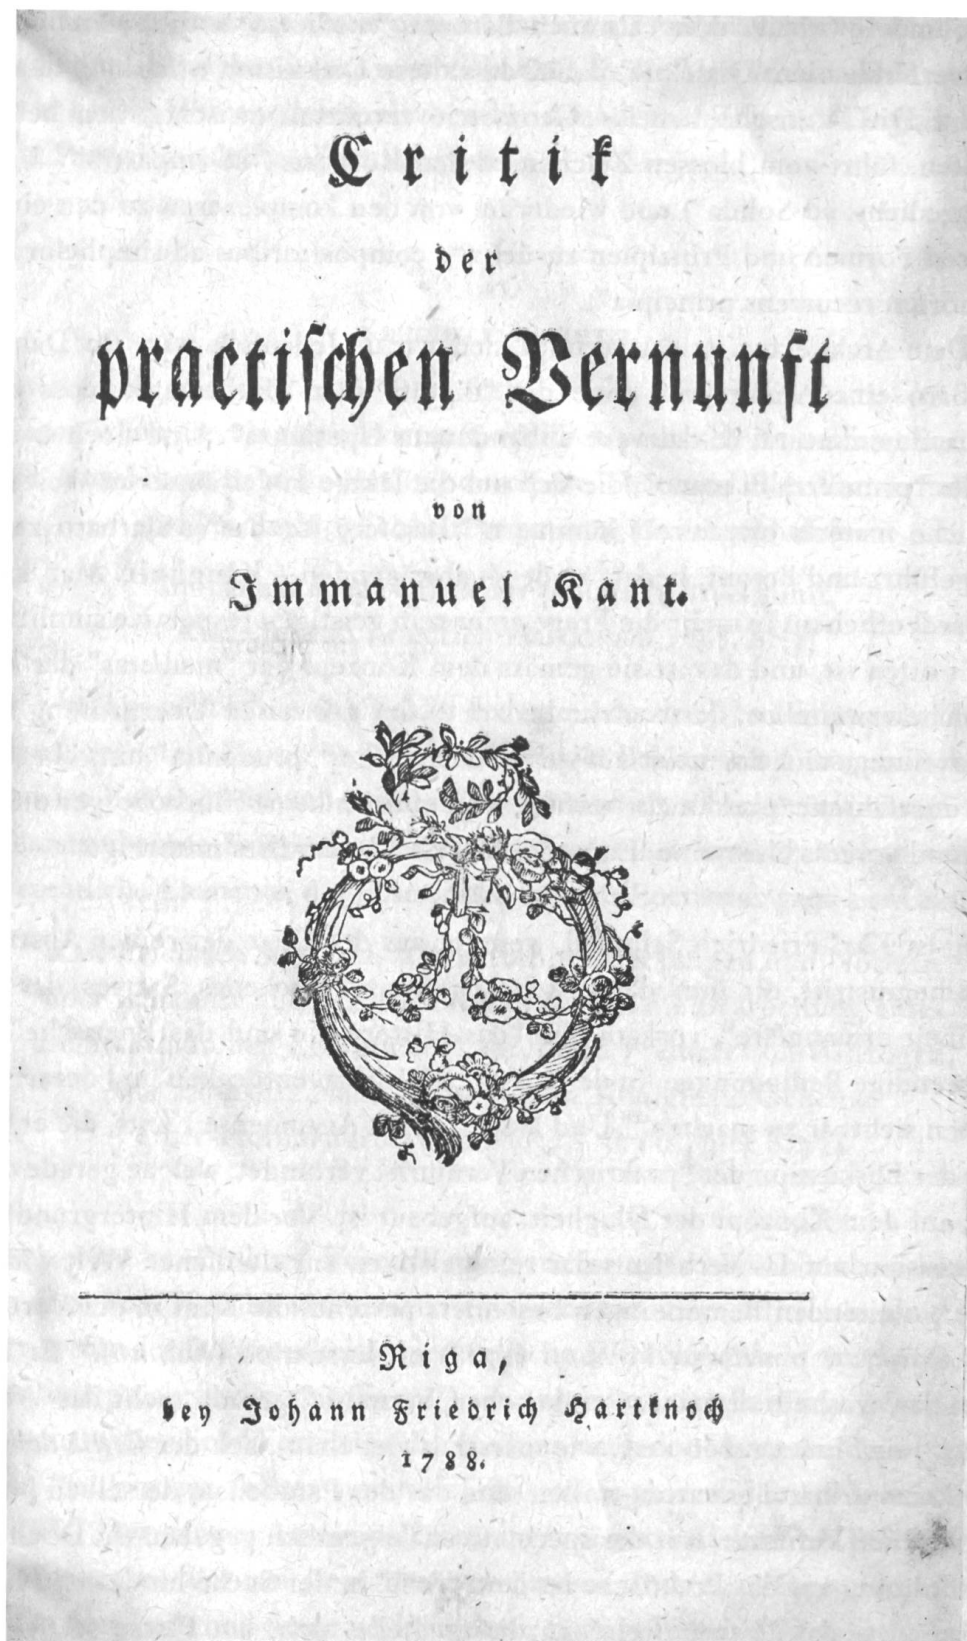 Critik
der
practiſchen Vernunft
von
Immanuel Kant.
Riga,
bey Johann Friedrich Hartknoch
1788.